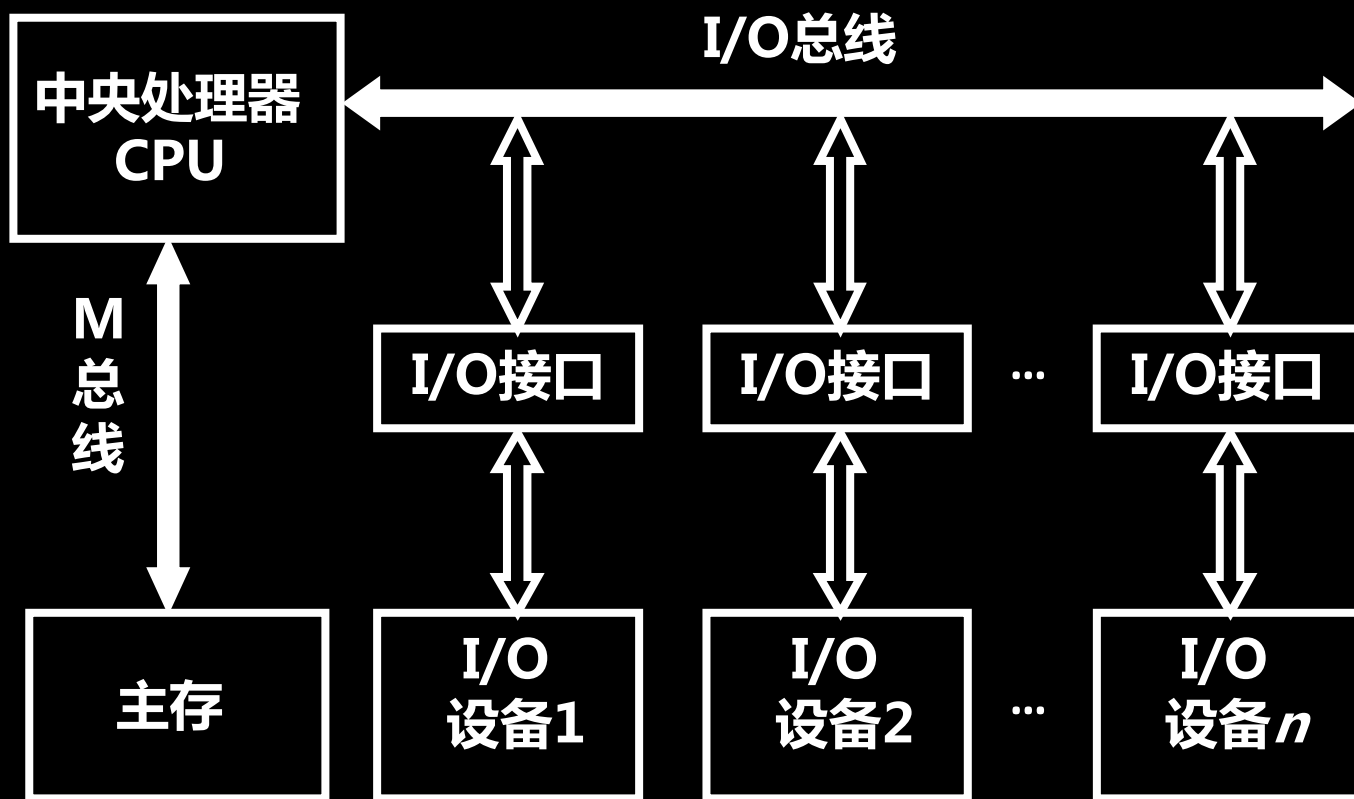 I/O总线
中央处理器
CPU
M
总
线
I/O接口
I/O接口
...
I/O接口
主存
I/O
设备1
I/O
设备2
...
I/O
设备n